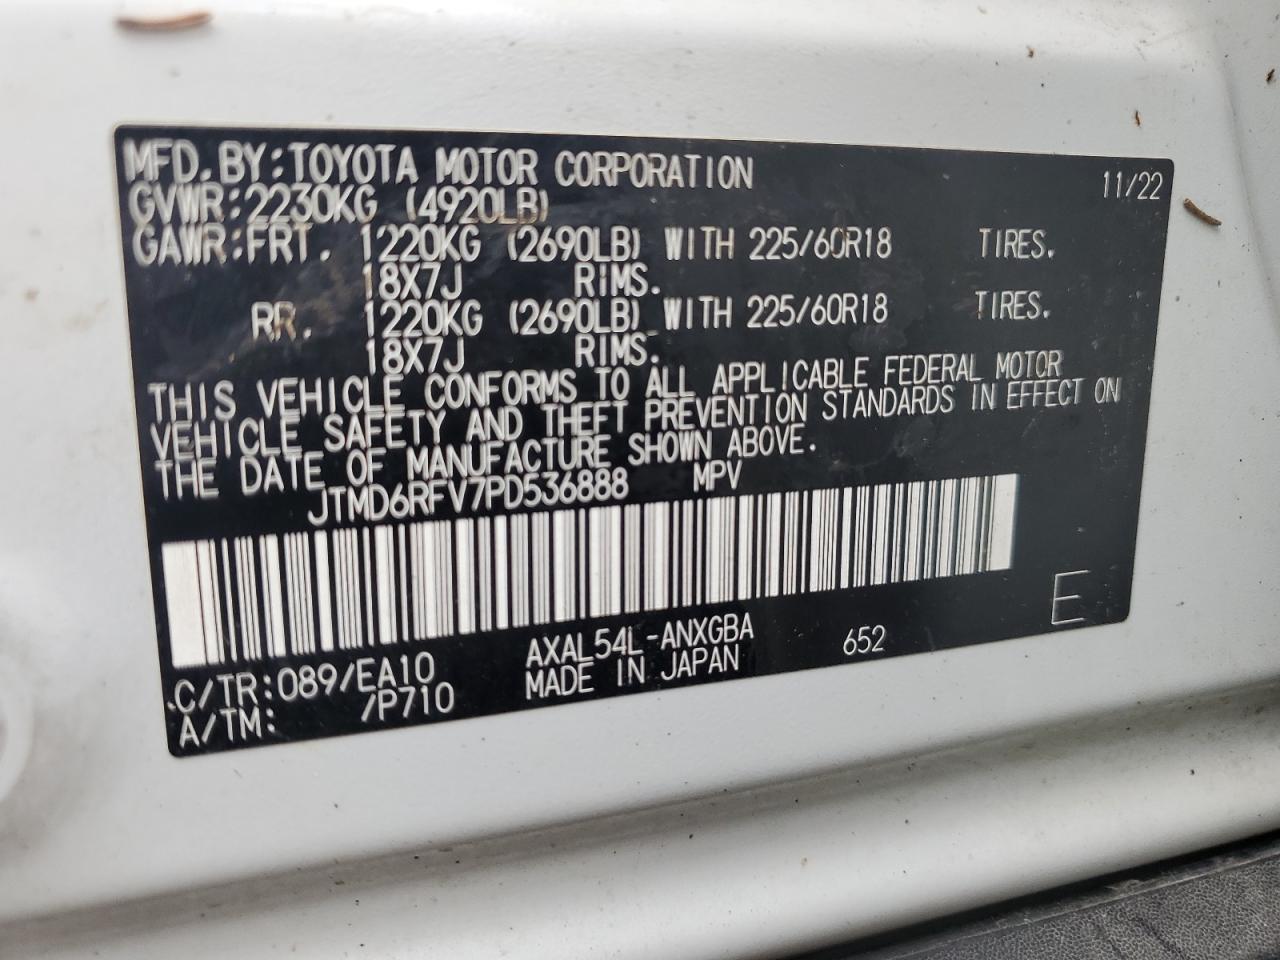 MFD. BY: TOYOTA MOTOR CORPORATION 11/22
GVWR: 2230KG (4920LB)
GAWR: FRT. 1220KG (2690LB) WITH 225/60R18 TIRES.
18X7J RIMS.
RR. 1220KG (2690LB) WITH 225/60R18 TIRES.
18X7J RIMS.
THIS VEHICLE CONFORMS TO ALL APPLICABLE FEDERAL MOTOR
VEHICLE SAFETY AND THEFT PREVENTION STANDARDS IN EFFECT ON
THE DATE OF MANUFACTURE SHOWN ABOVE.
JTMD6RFV7PD536888 MPV
C/TR: 089/EA10 AXAL54L-ANXGBA 652 E
A/TM: /P710 MADE IN JAPAN